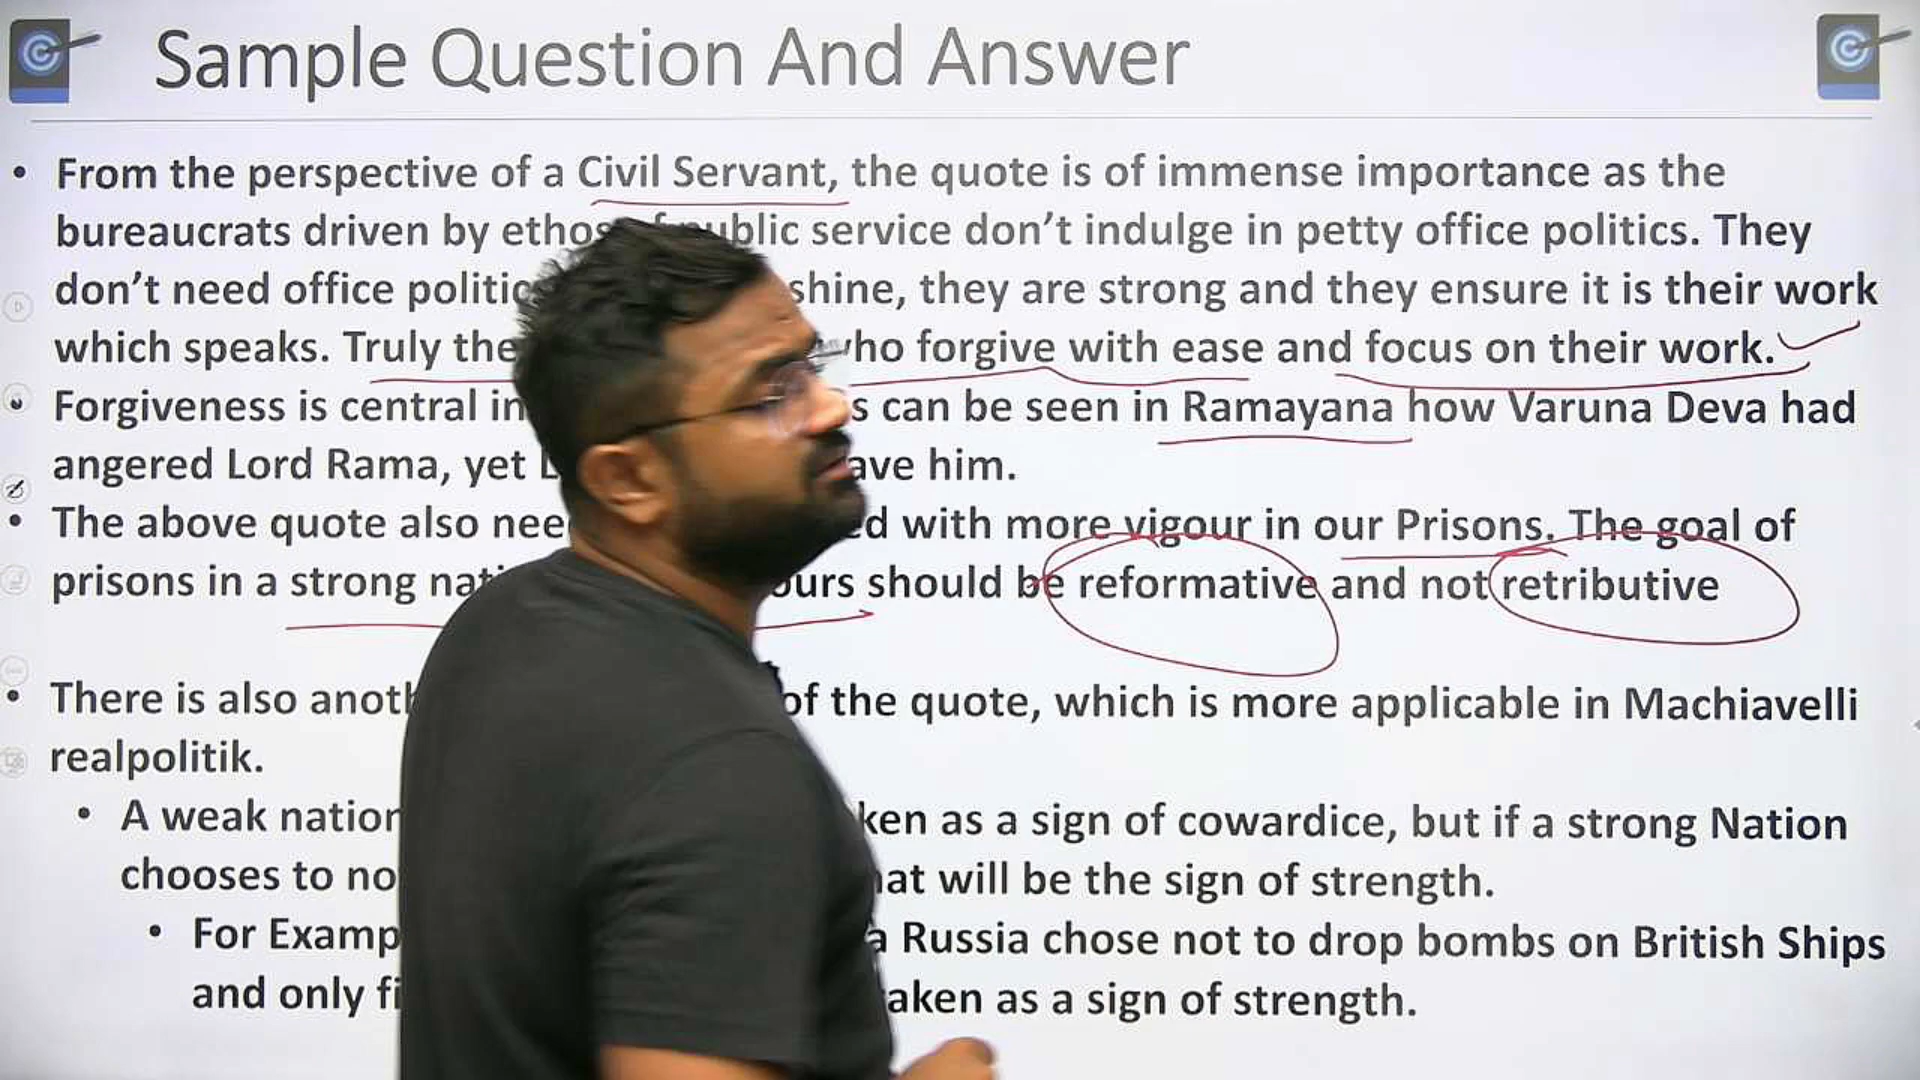 Sample Question And Answer
• From the perspective of a Civil Servant, the quote is of immense importance as the
bureaucrats driven by ethos of public service don't indulge in petty office politics. They
don't need office politic shine, they are strong and they ensure it is their work
which speaks. Truly the who forgive with ease and focus on their work.
• Forgiveness is central in s can be seen in Ramayana how Varuna Deva had
angered Lord Rama, yet ave him.
• The above quote also nee ed with more vigour in our Prisons. The goal of
prisons in a strong nati ours should be reformative and not retributive
• There is also anoth of the quote, which is more applicable in Machiavelli
realpolitik.
• A weak nation ken as a sign of cowardice, but if a strong Nation
chooses to no hat will be the sign of strength.
• For Examp a Russia chose not to drop bombs on British Ships
and only fi aken as a sign of strength.